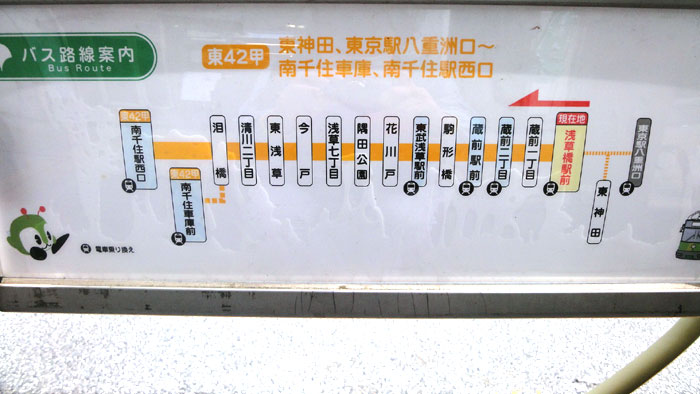 バス路線案内
Bus Route
東42甲
東神田、東京駅八重洲口～
南千住車庫、南千住駅西口
東42甲
南千住駅西口
東42甲
南千住車庫前
泪橋
清川二丁目
東浅草
今戸
浅草七丁目
隅田公園
花川戸
東武浅草駅前
駒形橋
蔵前駅前
蔵前二丁目
蔵前一丁目
現在地
浅草橋駅前
東神田
東京駅八重洲口
電車乗り換え